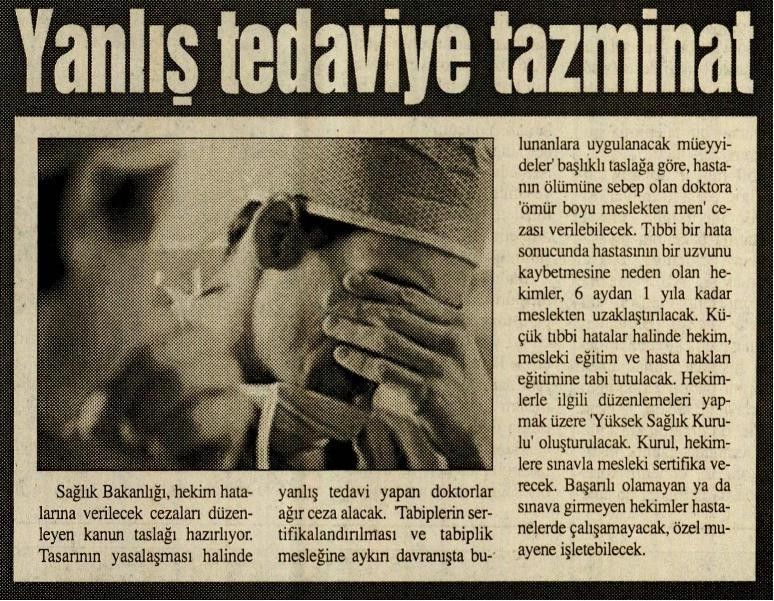 Yanlış tedaviye tazminat
Sağlık Bakanlığı, hekim hata-
larına verilecek cezaları düzen-
leyen kanun taslağı hazırlıyor.
Tasarının yasalaşması halinde
yanlış tedavi yapan doktorlar
ağır ceza alacak. 'Tabiplerin ser-
tifikalandırılması ve tabiplik
mesleğine aykırı davranışta bu-
lunanlara uygulanacak müeyyi-
deler' başlıklı taslağa göre, hasta-
nın ölümüne sebep olan doktora
'ömür boyu meslekten men' ce-
zası verilebilecek. Tıbbi bir hata
sonucunda hastasının bir uzvunu
kaybetmesine neden olan he-
kimler, 6 aydan 1 yıla kadar
meslekten uzaklaştırılacak. Kü-
çük tıbbi hatalar halinde hekim,
mesleki eğitim ve hasta hakları
eğitimine tabi tutulacak. Hekim-
lerle ilgili düzenlemeleri yap-
mak üzere 'Yüksek Sağlık Kuru-
lu' oluşturulacak. Kurul, hekim-
lere sınavla mesleki sertifika ve-
recek. Başarılı olamayan ya da
sınava girmeyen hekimler hasta-
nelerde çalışamayacak, özel mu-
ayene işletebilecek.